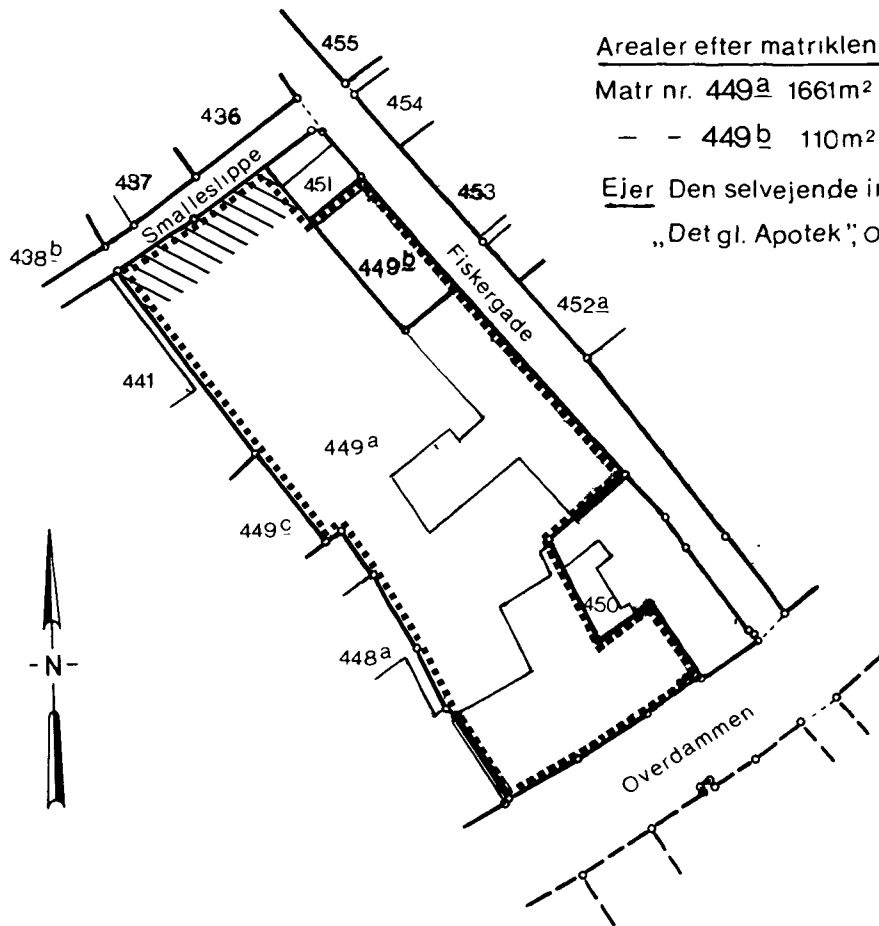 Arealer efter matriklen
Matr nr. 449a 1661m²
– – 449b 110m²
Ejer Den selvejende
„Det gl. Apotek”,
455
454
436
437
Smalleslippe
451
453
438b
449b
Fiskergade
452a
441
449a
449c
450
448a
-N-
Overdammen